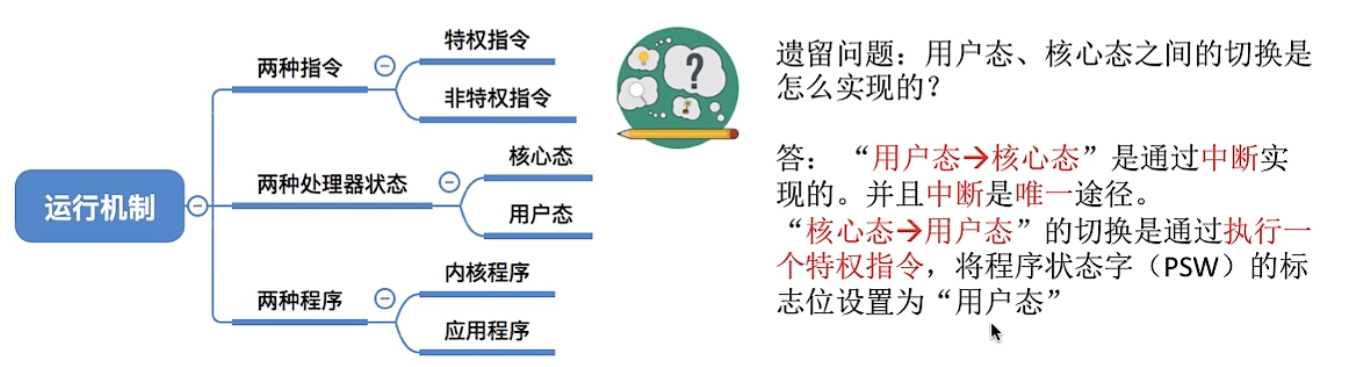 运行机制
两种指令
特权指令
非特权指令
两种处理器状态
核心态
用户态
两种程序
内核程序
应用程序
?
遗留问题：用户态、核心态之间的切换是
怎么实现的？
答： “用户态→核心态”是通过中断实
现的。并且中断是唯一途径。
“核心态→用户态”的切换是通过执行一
个特权指令，将程序状态字（PSW）的标
志位设置为“用户态”